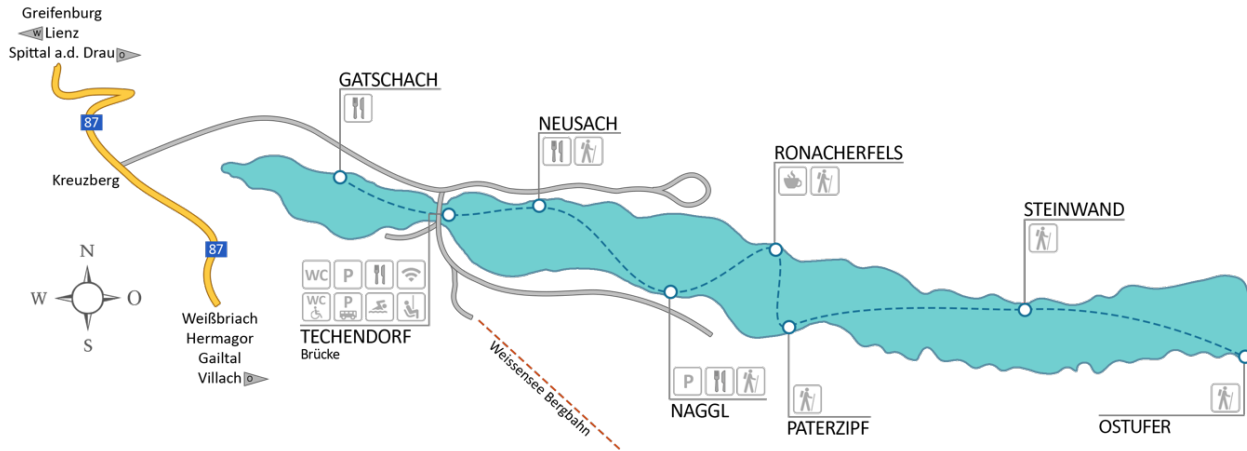 Greifenburg
W Lienz
Spittal a.d. Drau O
87
Kreuzberg
87
Weißbriach
Hermagor
Gailtal
Villach O
N
W O
S
GATSCHACH
NEUSACH
RONACHERFELS
STEINWAND
WC P
WC P
TECHENDORF
Brücke
Weissensee Bergbahn
P
NAGGL
PATERZIPF
OSTUFER